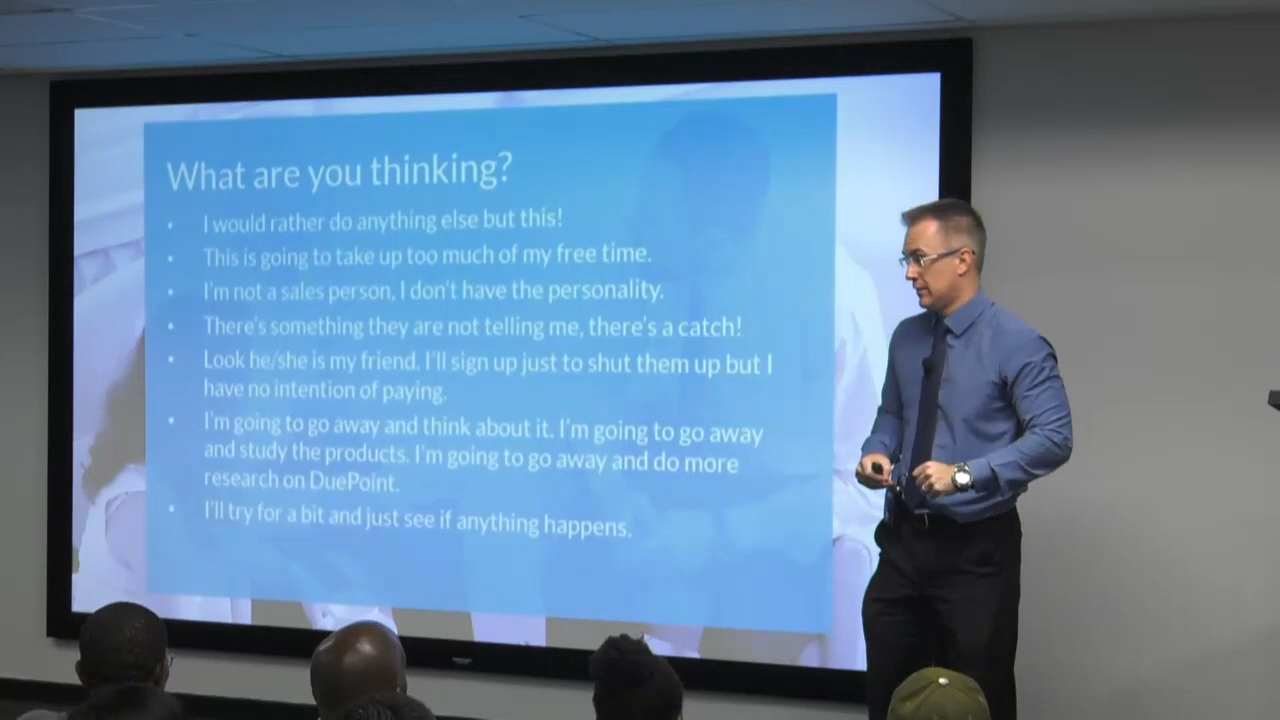 What are you thinking?
• I would rather do anything else but this!
• This is going to take up too much of my free time.
• I'm not a sales person, I don't have the personality.
• There's something they are not telling me, there's a catch!
• Look he/she is my friend. I'll sign up just to shut them up but I
have no intention of paying.
• I'm going to go away and think about it. I'm going to go away
and study the products. I'm going to go away and do more
research on DuePoint.
• I'll try for a bit and just see if anything happens.